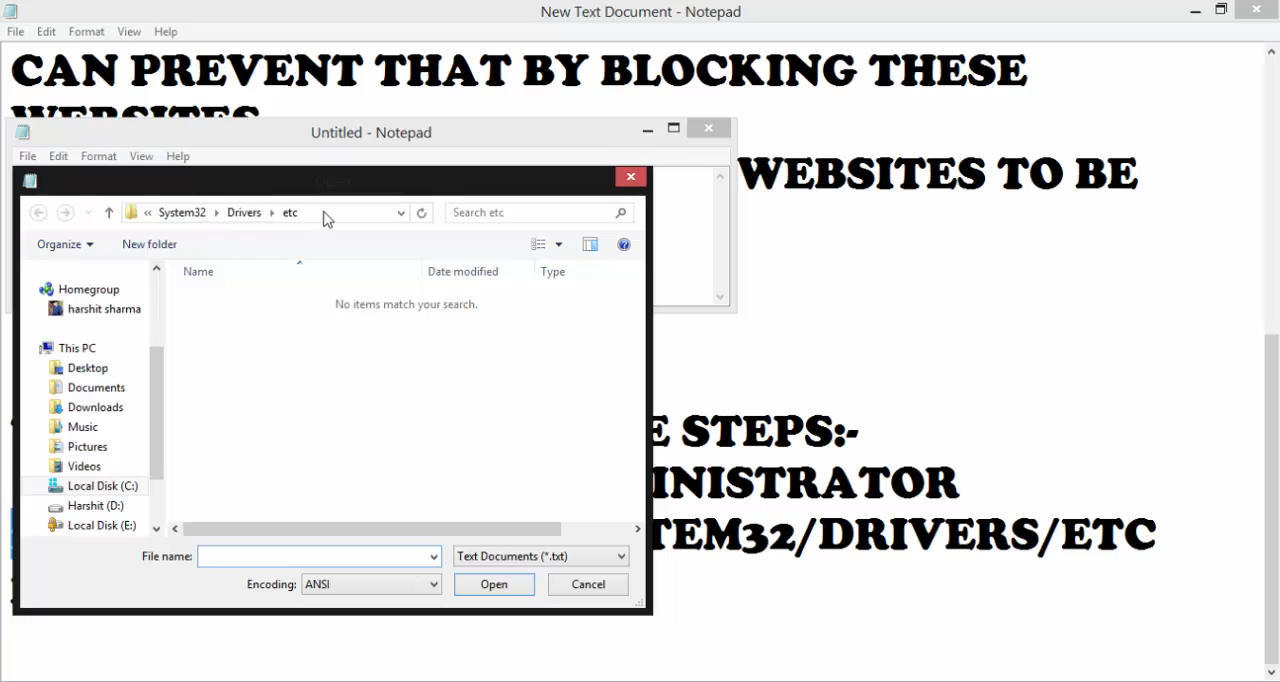 New Text Document - Notepad
File Edit Format View Help
CAN PREVENT THAT BY BLOCKING THESE
WEBSITES
Untitled - Notepad
File Edit Format View Help
WEBSITES TO BE
Open
« System32 Drivers etc
Search etc
Organize New folder
Name Date modified Type
No items match your search.
Homegroup
harshit sharma
This PC
Desktop
Documents
Downloads
Music
Pictures
Videos
Local Disk (C:)
Harshit (D:)
Local Disk (E:)
E STEPS:-
INISTRATOR
TEM32/DRIVERS/ETC
File name: Text Documents (*.txt)
Encoding: ANSI Open Cancel